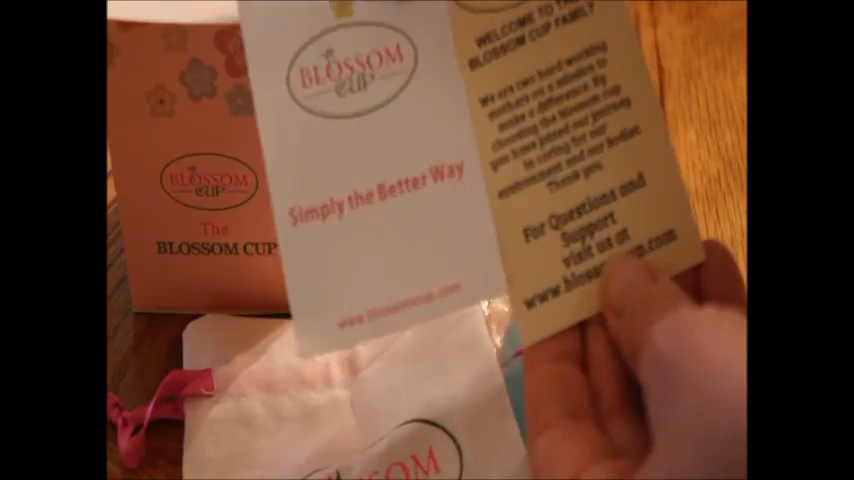 BLOSSOM
CUP
Simply the Better Way
www.blossomcup.com
WELCOME TO THE
BLOSSOM CUP FAMILY
We are two hard working
mothers on a mission to
make a difference. By
choosing the blossom cup
you have joined our journey
in caring for our
environment and our bodies.
Thank you.
For Questions and
Support
visit us at
BLOSSOM
CUP
The
BLOSSOM CUP